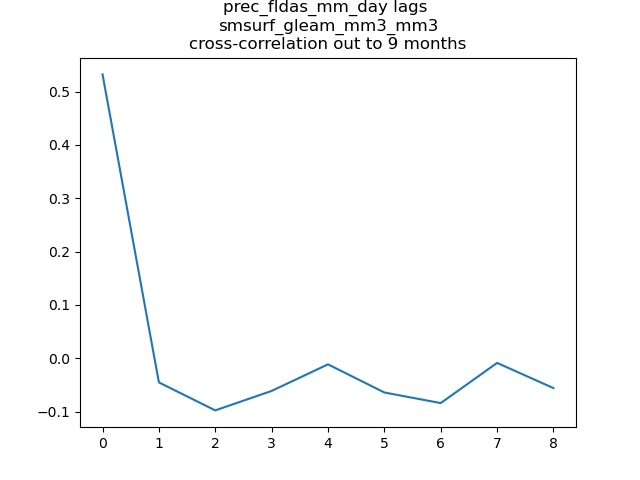 prec_fldas_mm_day lags
smsurf_gleam_mm3_mm3
cross-correlation out to 9 months
0.5
0.4
0.3
0.2
0.1
0.0
−0.1
0 1 2 3 4 5 6 7 8